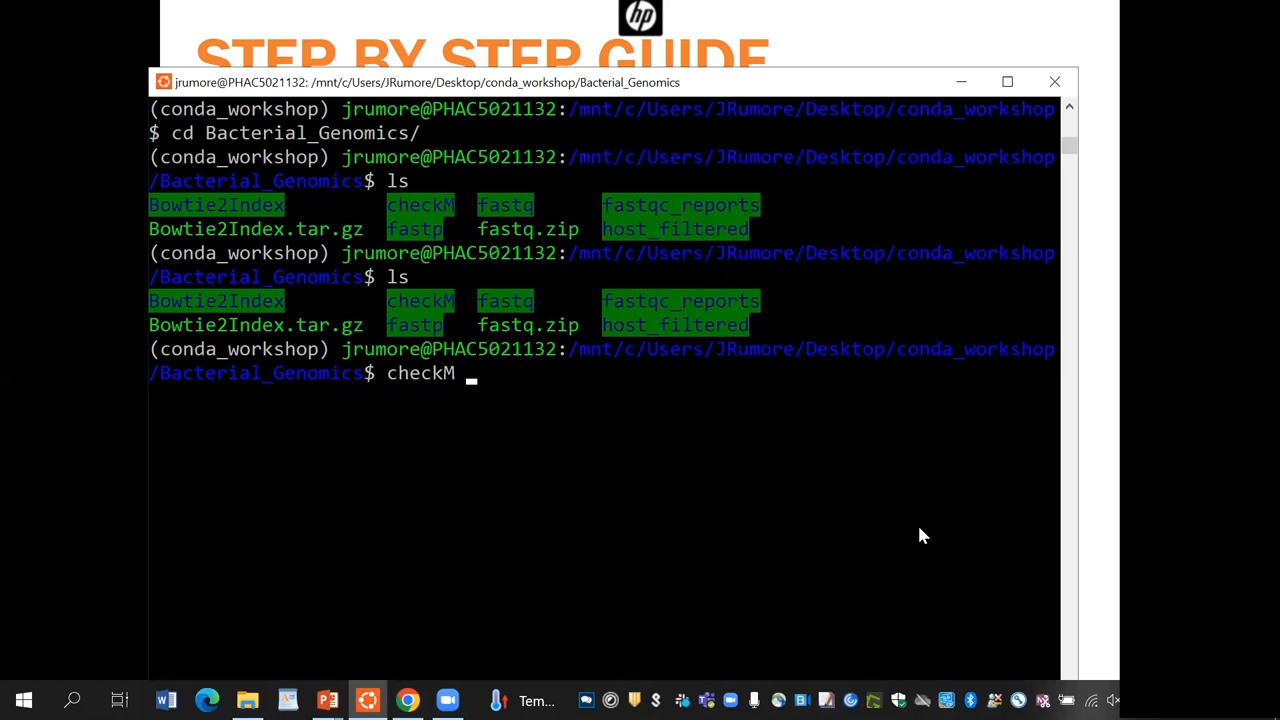 hp
STEP BY STEP GUIDE
jrumore@PHAC5021132: /mnt/c/Users/JRumore/Desktop/conda_workshop/Bacterial_Genomics
(conda_workshop) jrumore@PHAC5021132:/mnt/c/Users/JRumore/Desktop/conda_workshop
$ cd Bacterial_Genomics/
(conda_workshop) jrumore@PHAC5021132:/mnt/c/Users/JRumore/Desktop/conda_workshop
/Bacterial_Genomics$ ls
Bowtie2Index checkM fastq fastqc_reports
Bowtie2Index.tar.gz fastp fastq.zip host_filtered
(conda_workshop) jrumore@PHAC5021132:/mnt/c/Users/JRumore/Desktop/conda_workshop
/Bacterial_Genomics$ ls
Bowtie2Index checkM fastq fastqc_reports
Bowtie2Index.tar.gz fastp fastq.zip host_filtered
(conda_workshop) jrumore@PHAC5021132:/mnt/c/Users/JRumore/Desktop/conda_workshop
/Bacterial_Genomics$ checkM
Tem...